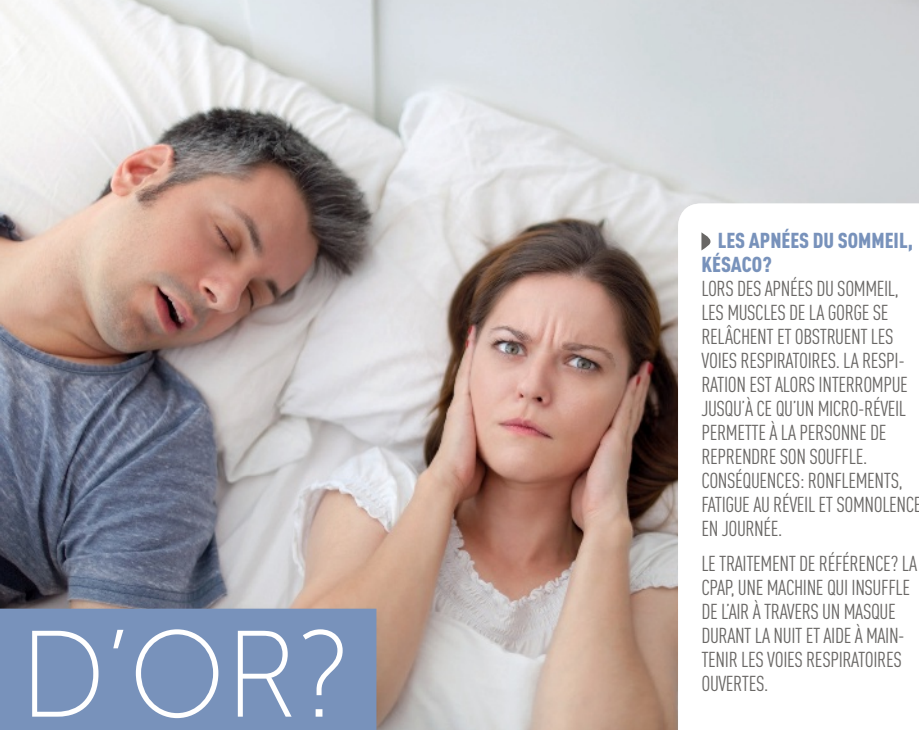 LES APNÉES DU SOMMEIL,
KÉSACO?
LORS DES APNÉES DU SOMMEIL,
LES MUSCLES DE LA GORGE SE
RELÂCHENT ET OBSTRUENT LES
VOIES RESPIRATOIRES. LA RESPI-
RATION EST ALORS INTERROMPUE
JUSQU'À CE QU'UN MICRO-RÉVEIL
PERMETTE À LA PERSONNE DE
REPRENDRE SON SOUFFLE.
CONSÉQUENCES: RONFLEMENTS,
FATIGUE AU RÉVEIL ET SOMNOLENCE
EN JOURNÉE.
LE TRAITEMENT DE RÉFÉRENCE? LA
CPAP, UNE MACHINE QUI INSUFFLE
DE L'AIR À TRAVERS UN MASQUE
DURANT LA NUIT ET AIDE À MAIN-
TENIR LES VOIES RESPIRATOIRES
OUVERTES.
D'OR?